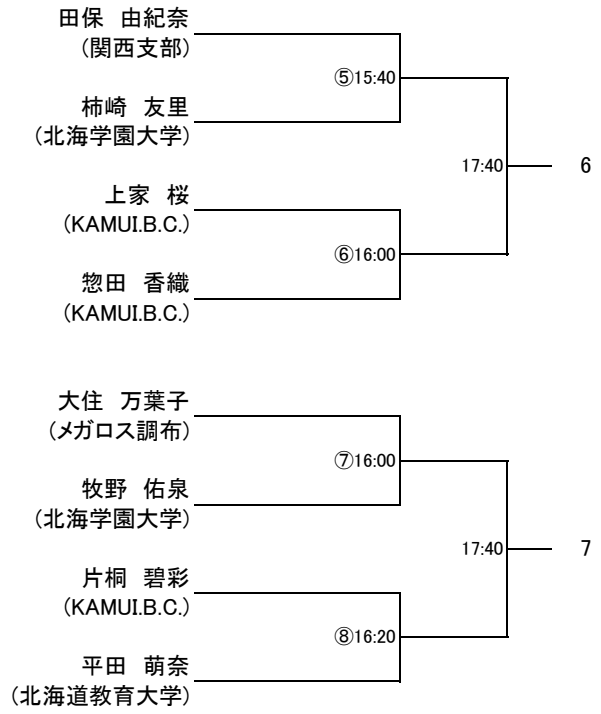 田保　由紀奈
(関西支部)
⑤15:40
柿崎　友里
(北海学園大学)
17:40
6
上家　桜
(KAMUI.B.C.)
⑥16:00
惣田　香織
(KAMUI.B.C.)
大住　万葉子
(メガロス調布)
⑦16:00
牧野　佑泉
(北海学園大学)
17:40
7
片桐　碧彩
(KAMUI.B.C.)
⑧16:20
平田　萌奈
(北海道教育大学)